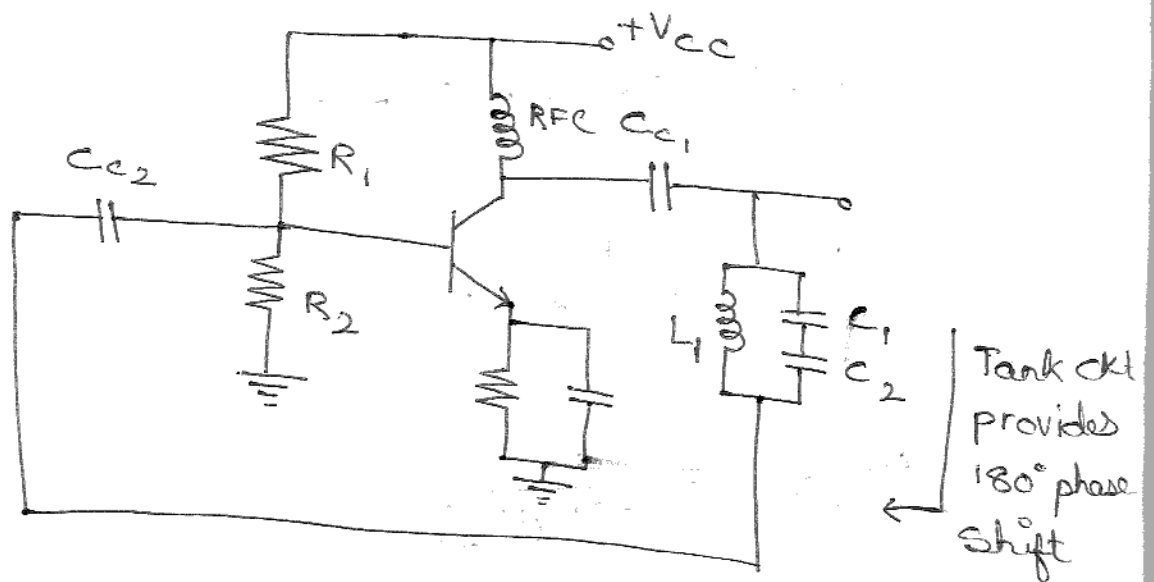 +VCC
RFC
Cc1
Cc2
R1
R2
L1
C1
C2
Tank ckt
provides
180° phase
shift